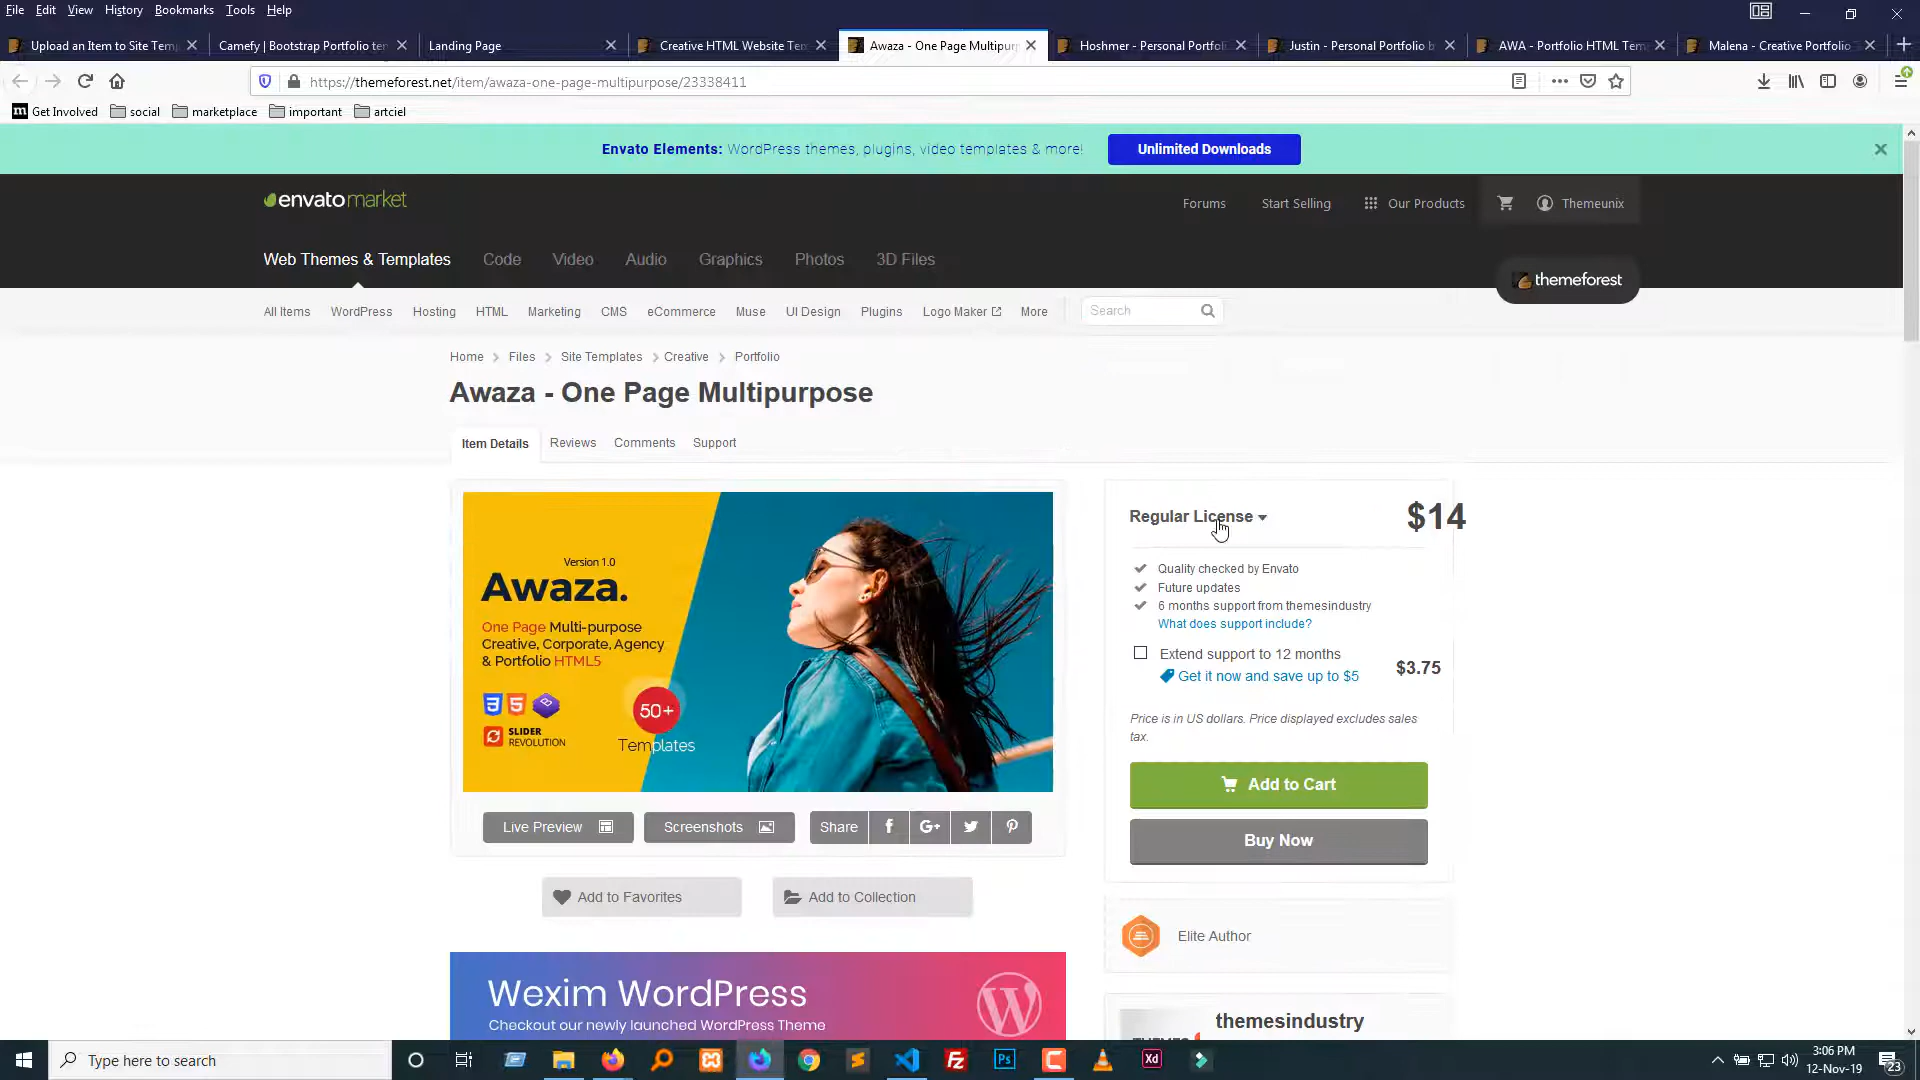 File Edit View History Bookmarks Tools Help
Upload an Item to Site Tem
Camefy | Bootstrap Portfolio ten
Landing Page
Creative HTML Website Ten
Awaza - One Page Multipur
Hoshmer - Personal Portfoli
Justin - Personal Portfolio b
AWA - Portfolio HTML Tem
Malena - Creative Portfolio
https://themeforest.net/item/awaza-one-page-multipurpose/23338411
m Get Involved social marketplace important artciel
Envato Elements: WordPress themes, plugins, video templates & more! Unlimited Downloads
envatomarket
Forums Start Selling Our Products Themeunix
Web Themes & Templates Code Video Audio Graphics Photos 3D Files
themeforest
All Items WordPress Hosting HTML Marketing CMS eCommerce Muse UI Design Plugins Logo Maker More Search
Home Files Site Templates Creative Portfolio
Awaza - One Page Multipurpose
Item Details Reviews Comments Support
Version 1.0
Awaza.
One Page Multi-purpose
Creative, Corporate, Agency
& Portfolio HTML5
50+
Templates
SLIDER
REVOLUTION
Live Preview Screenshots Share f G+
Add to Favorites Add to Collection
Wexim WordPress
Checkout our newly launched WordPress Theme
Regular License $14
Quality checked by Envato
Future updates
6 months support from themesindustry
What does support include?
Extend support to 12 months $3.75
Get it now and save up to $5
Price is in US dollars. Price displayed excludes sales
tax.
Add to Cart
Buy Now
Elite Author
themesindustry
Type here to search
Fz Ps Xd
3:06 PM
12-Nov-19
23